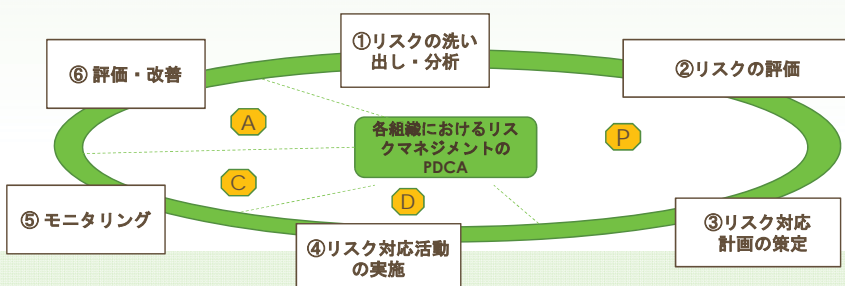 ①リスクの洗い
出し・分析
②リスクの評価
③リスク対応
計画の策定
④リスク対応活動
の実施
⑤ モニタリング
⑥ 評価・改善
各組織におけるリス
クマネジメントの
PDCA
P
D
C
A